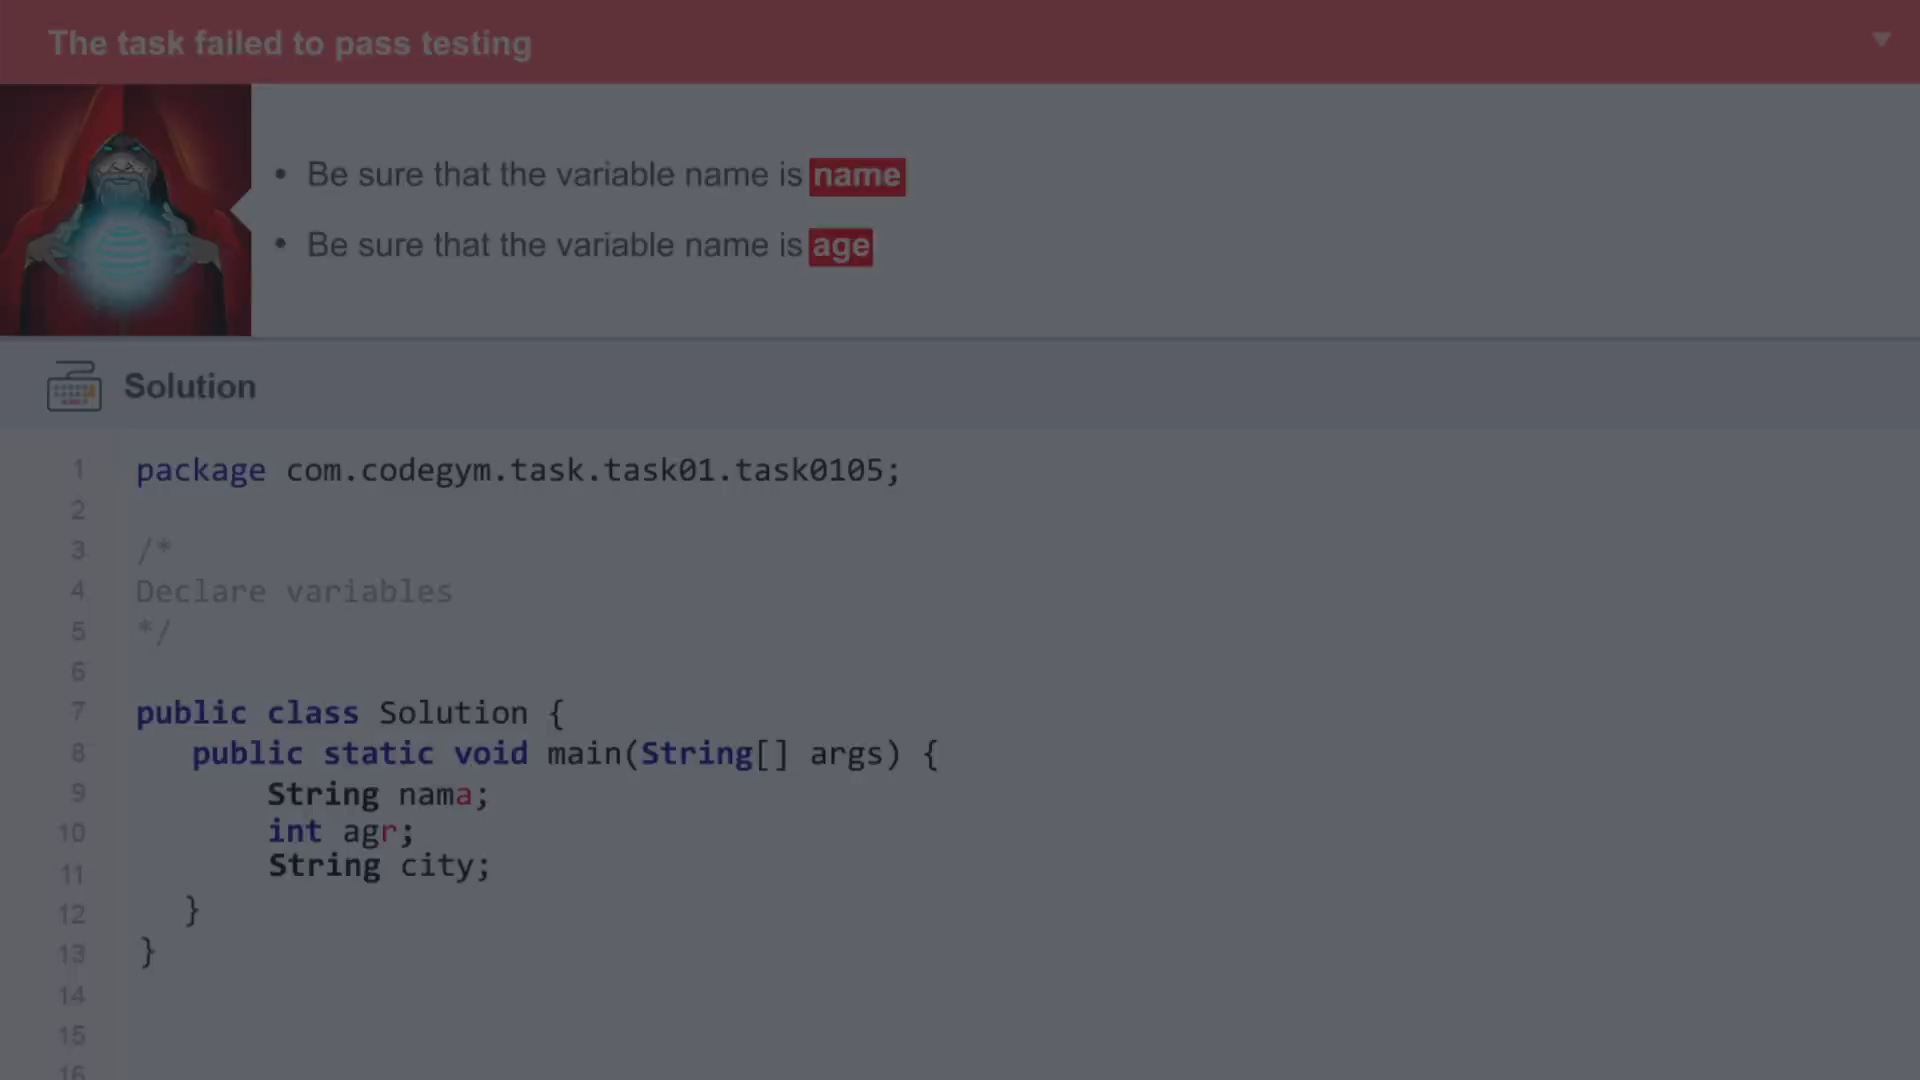 The task failed to pass testing
• Be sure that the variable name is name
• Be sure that the variable name is age
Solution
1 package com.codegym.task.task01.task0105;
2
3 /*
4 Declare variables
5 */
6
7 public class Solution {
8 public static void main(String[] args) {
9 String nama;
10 int agr;
11 String city;
12 }
13 }
14
15
16